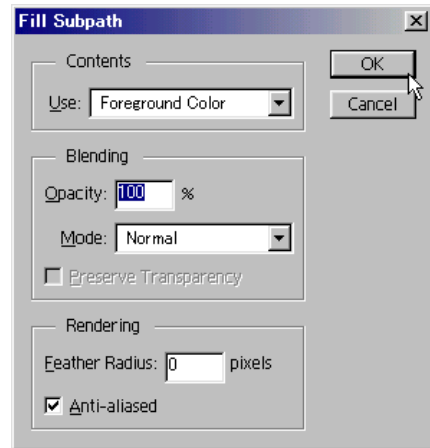 Fill Subpath
Contents
Use: Foreground Color
OK
Cancel
Blending
Opacity: 100 %
Mode: Normal
Preserve Transparency
Rendering
Feather Radius: 0 pixels
Anti-aliased